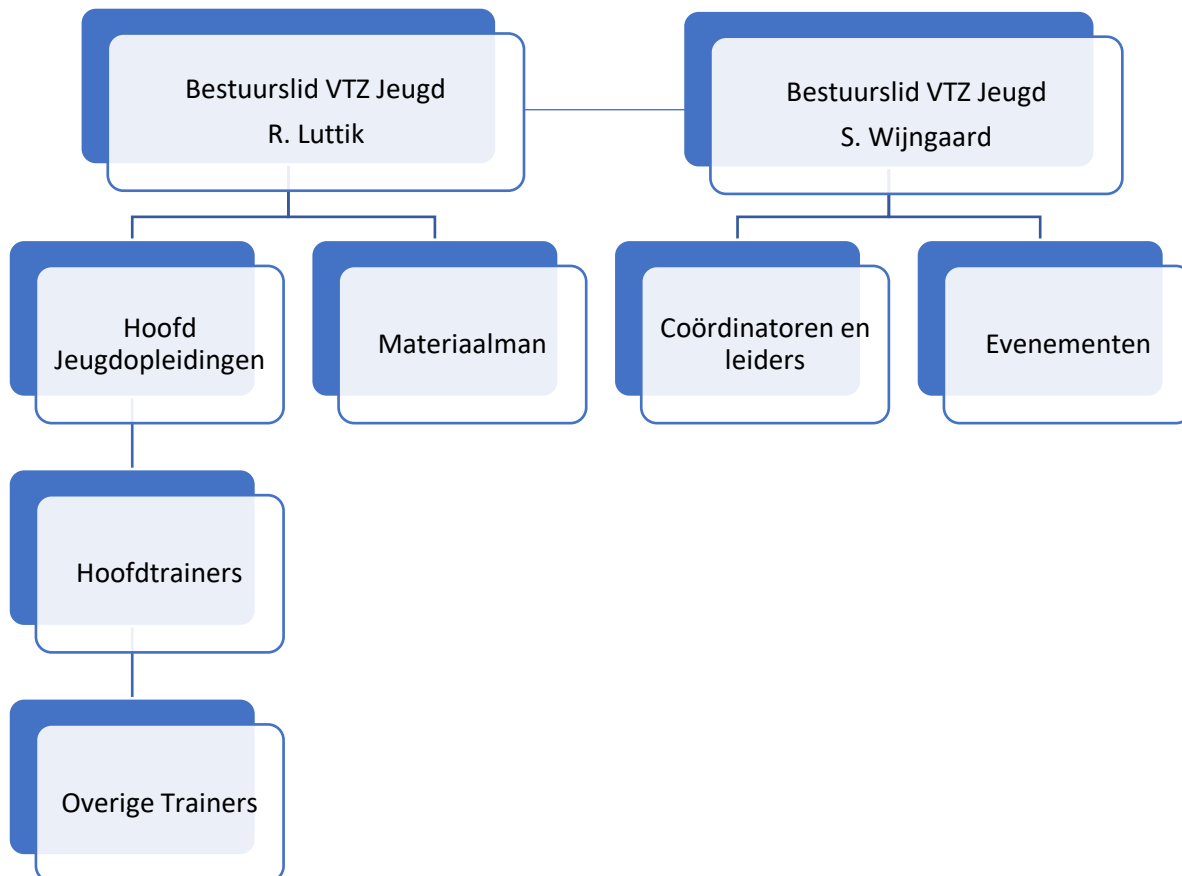 Bestuurslid VTZ Jeugd
R. Luttik
Bestuurslid VTZ Jeugd
S. Wijngaard
Hoofd
Jeugdopleidingen
Materiaalman
Coördinatoren en
leiders
Evenementen
Hoofdtrainers
Overige Trainers